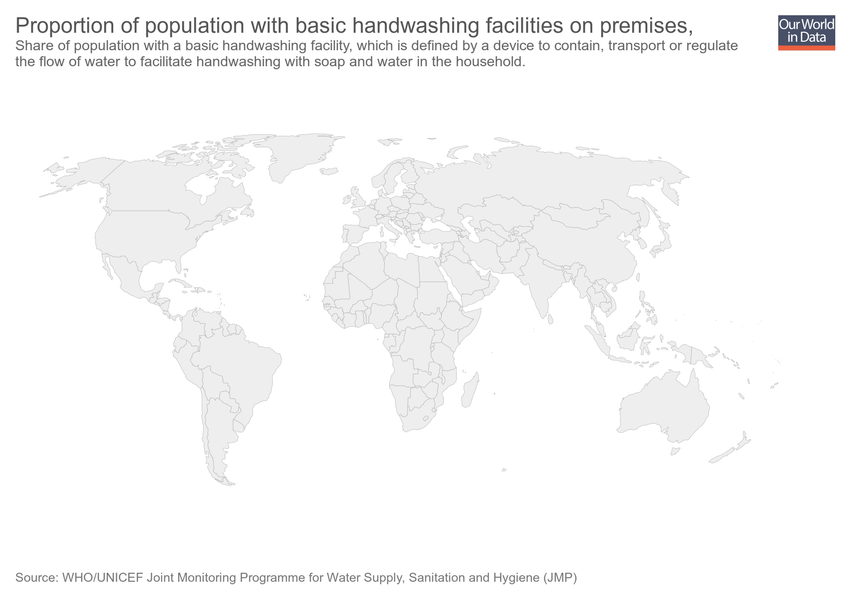 Proportion of population with basic handwashing facilities on premises,
Our World
in Data
Share of population with a basic handwashing facility, which is defined by a device to contain, transport or regulate
the flow of water to facilitate handwashing with soap and water in the household.
Source: WHO/UNICEF Joint Monitoring Programme for Water Supply, Sanitation and Hygiene (JMP)